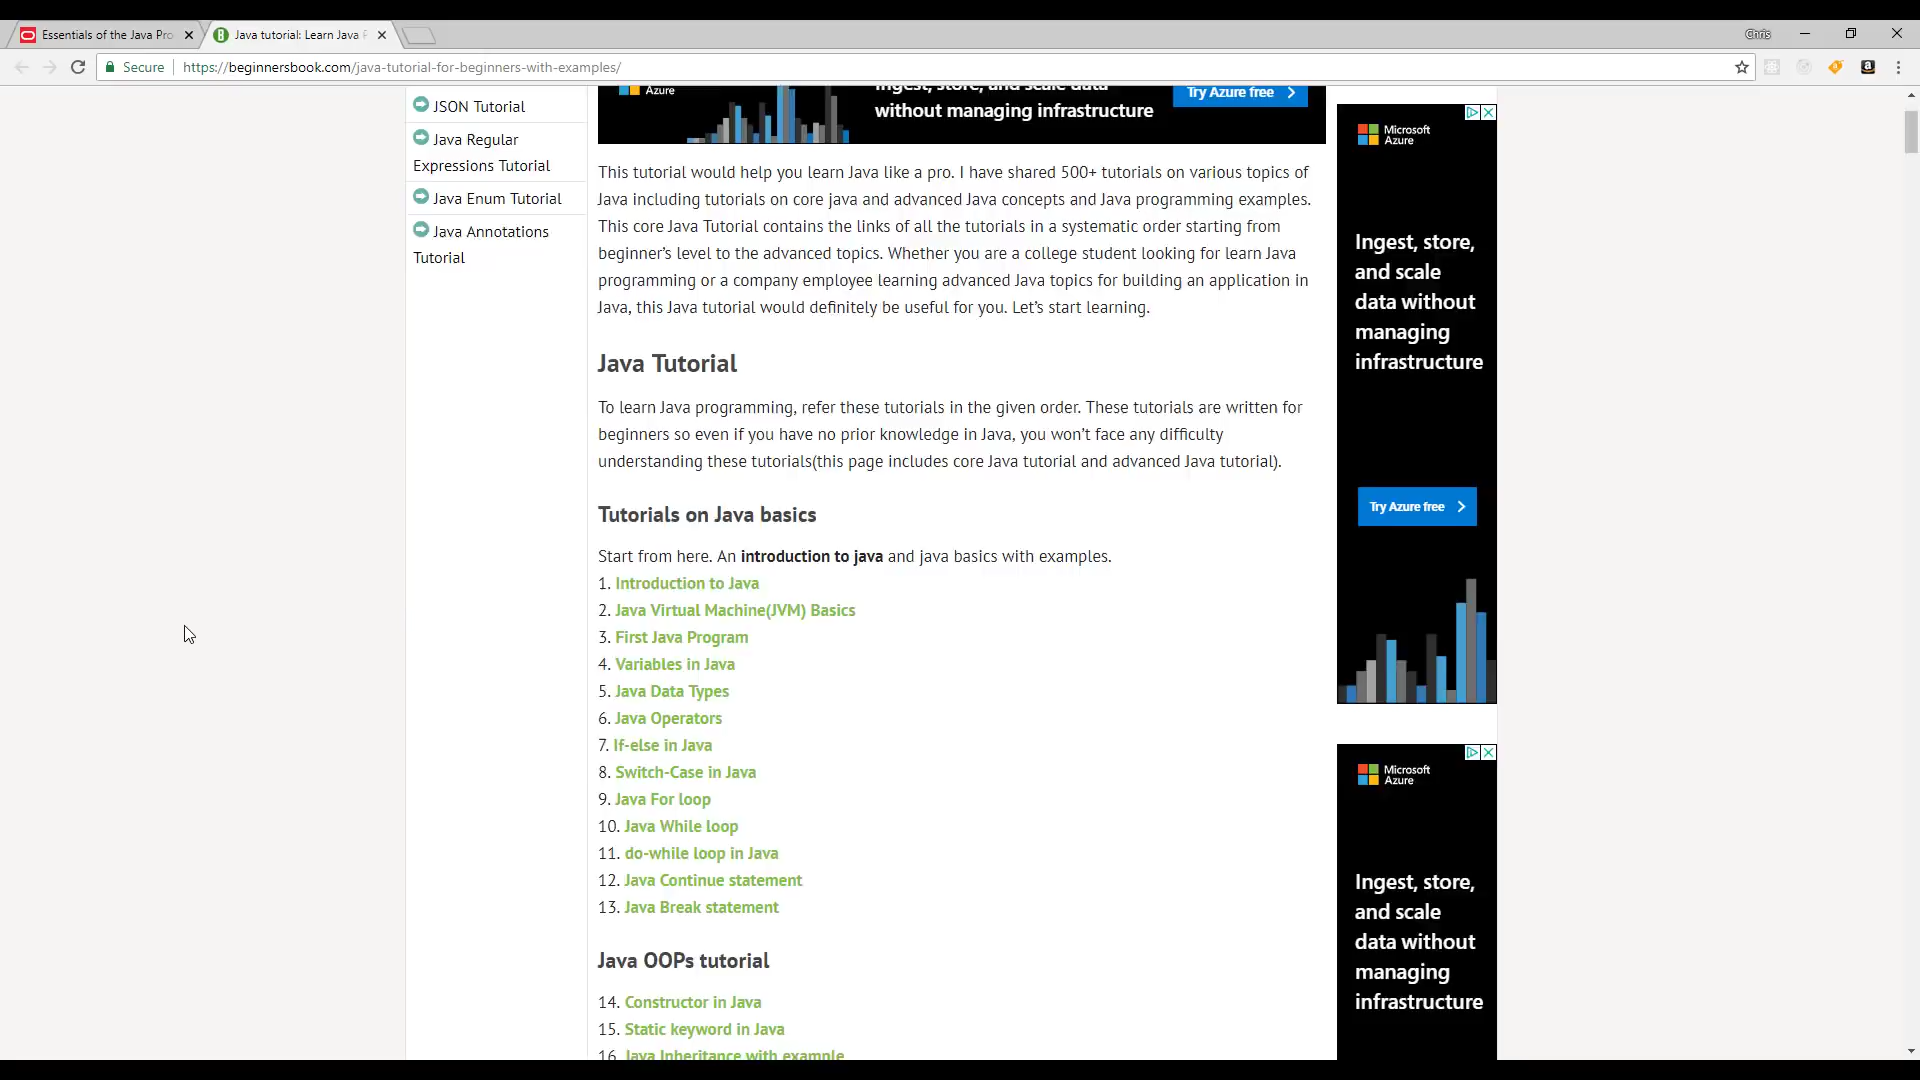 Essentials of the Java Pro
Java tutorial: Learn Java P
Chris
Secure
https://beginnersbook.com/java-tutorial-for-beginners-with-examples/
JSON Tutorial
Java Regular
Expressions Tutorial
Java Enum Tutorial
Java Annotations
Tutorial
Azure
Ingest, store, and scale data
without managing infrastructure
Try Azure free
This tutorial would help you learn Java like a pro. I have shared 500+ tutorials on various topics of
Java including tutorials on core java and advanced Java concepts and Java programming examples.
This core Java Tutorial contains the links of all the tutorials in a systematic order starting from
beginner’s level to the advanced topics. Whether you are a college student looking for learn Java
programming or a company employee learning advanced Java topics for building an application in
Java, this Java tutorial would definitely be useful for you. Let’s start learning.
Java Tutorial
To learn Java programming, refer these tutorials in the given order. These tutorials are written for
beginners so even if you have no prior knowledge in Java, you won’t face any difficulty
understanding these tutorials(this page includes core Java tutorial and advanced Java tutorial).
Tutorials on Java basics
Start from here. An introduction to java and java basics with examples.
1. Introduction to Java
2. Java Virtual Machine(JVM) Basics
3. First Java Program
4. Variables in Java
5. Java Data Types
6. Java Operators
7. If-else in Java
8. Switch-Case in Java
9. Java For loop
10. Java While loop
11. do-while loop in Java
12. Java Continue statement
13. Java Break statement
Java OOPs tutorial
14. Constructor in Java
15. Static keyword in Java
16. Java Inheritance with example
Microsoft
Azure
Ingest, store,
and scale
data without
managing
infrastructure
Try Azure free
Microsoft
Azure
Ingest, store,
and scale
data without
managing
infrastructure